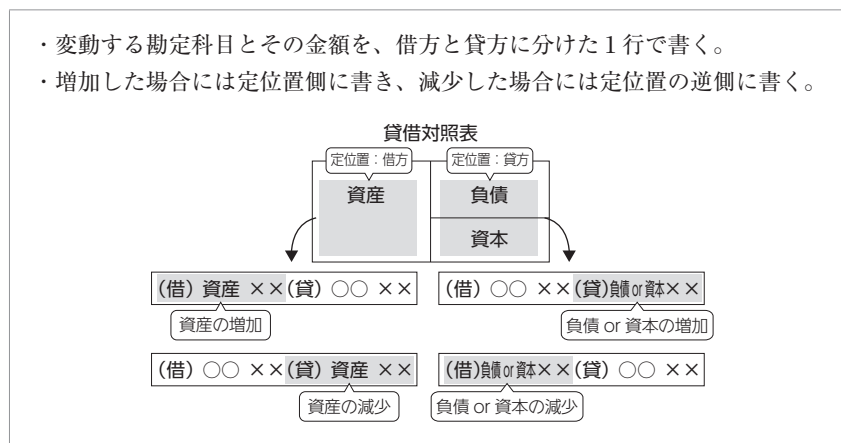 ・変動する勘定科目とその金額を、借方と貸方に分けた1行で書く。
・増加した場合には定位置側に書き、減少した場合には定位置の逆側に書く。
貸借対照表
定位置：借方
定位置：貸方
資産
負債
資本
(借) 資産 ××(貸) ○○ ××
(借) ○○ ××(貸)負債or資本××
資産の増加
負債 or 資本の増加
(借) ○○ ××(貸) 資産 ××
(借)負債or資本××(貸) ○○ ××
資産の減少
負債 or 資本の減少